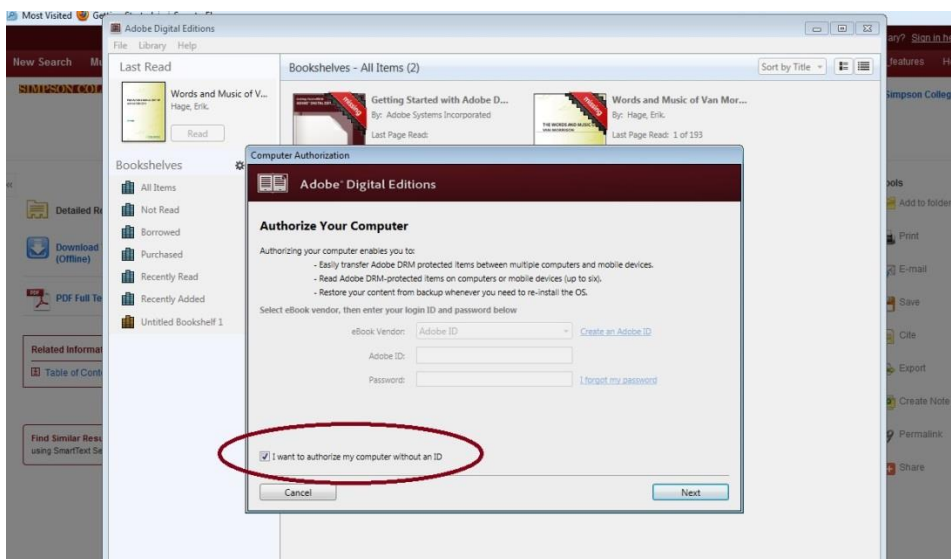 Most Visited
Adobe Digital Editions
File Library Help
Last Read
Words and Music of V...
Hage, Erik.
Read
Bookshelves
All Items
Not Read
Borrowed
Purchased
Recently Read
Recently Added
Untitled Bookshelf 1
Bookshelves - All Items (2)
Sort by Title
missing
Getting Started with Adobe D...
By: Adobe Systems Incorporated
Last Page Read:
missing
Words and Music of Van Mor...
By: Hage, Erik.
Last Page Read: 1 of 193
Computer Authorization
Adobe® Digital Editions
Authorize Your Computer
Authorizing your computer enables you to:
- Easily transfer Adobe DRM protected items between multiple computers and mobile devices.
- Read Adobe DRM-protected items on computers or mobile devices (up to six).
- Restore your content from backup whenever you need to re-install the OS.
Select eBook vendor, then enter your login ID and password below
eBook Vendor: Adobe ID Create an Adobe ID
Adobe ID:
Password: I forgot my password
I want to authorize my computer without an ID
Cancel Next
New Search
SIMPSON COL
Detailed Re
Download
(Offline)
PDF Full Te
Related Informa
Table of Cont
Find Similar Resu
using SmartText Se
ary? Sign in he
features
Simpson Colleg
ools
Add to folder
Print
E-mail
Save
Cite
Export
Create Note
Permalink
Share